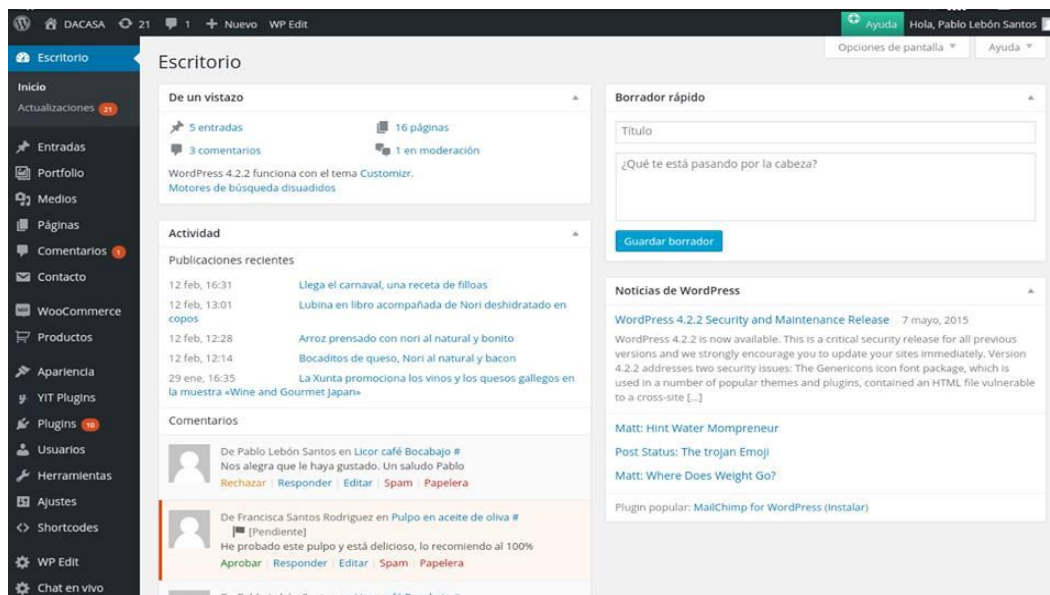 DACASA 21 1 + Nuevo WP Edit
Ayuda Hola, Pablo Lebón Santos
Escritorio
Inicio
Actualizaciones 21
Entradas
Portfolio
Medios
Páginas
Comentarios 1
Contacto
WooCommerce
Productos
Apariencia
YIT Plugins
Plugins 10
Usuarios
Herramientas
Ajustes
Shortcodes
WP Edit
Chat en vivo
Opciones de pantalla Ayuda
Escritorio
De un vistazo
5 entradas 16 páginas
3 comentarios 1 en moderación
WordPress 4.2.2 funciona con el tema Customizr.
Motores de búsqueda disuadidos
Actividad
Publicaciones recientes
12 feb, 16:31 Llega el carnaval, una receta de filloas
12 feb, 13:01 Lubina en libro acompañada de Nori deshidratado en
copos
12 feb, 12:28 Arroz prensado con nori al natural y bonito
12 feb, 12:14 Bocaditos de queso, Nori al natural y bacon
29 ene, 16:35 La Xunta promociona los vinos y los quesos gallegos en
la muestra «Wine and Gourmet Japan»
Comentarios
De Pablo Lebón Santos en Licor café Bocabajo #
Nos alegra que le haya gustado. Un saludo Pablo
Rechazar | Responder | Editar | Spam | Papelera
De Francisca Santos Rodriguez en Pulpo en aceite de oliva #
[Pendiente]
He probado este pulpo y está delicioso, lo recomiendo al 100%
Aprobar | Responder | Editar | Spam | Papelera
Borrador rápido
Título
¿Qué te está pasando por la cabeza?
Guardar borrador
Noticias de WordPress
WordPress 4.2.2 Security and Maintenance Release 7 mayo, 2015
WordPress 4.2.2 is now available. This is a critical security release for all previous
versions and we strongly encourage you to update your sites immediately. Version
4.2.2 addresses two security issues: The Genericons icon font package, which is
used in a number of popular themes and plugins, contained an HTML file vulnerable
to a cross-site [...]
Matt: Hint Water Mompreneur
Post Status: The trojan Emoji
Matt: Where Does Weight Go?
Plugin popular: MailChimp for WordPress (Instalar)